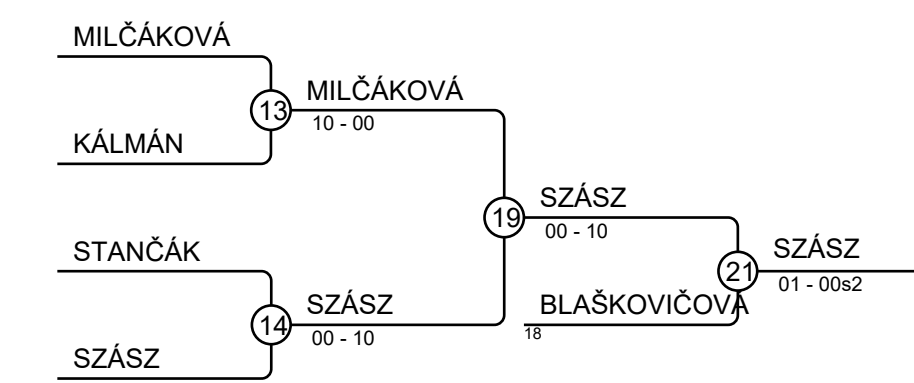 MILČÁKOVÁ
13
MILČÁKOVÁ
10 - 00
KÁLMÁN
19
SZÁSZ
00 - 10
STANČÁK
21
SZÁSZ
01 - 00s2
14
SZÁSZ
00 - 10
BLAŠKOVIČOVÁ
18
SZÁSZ